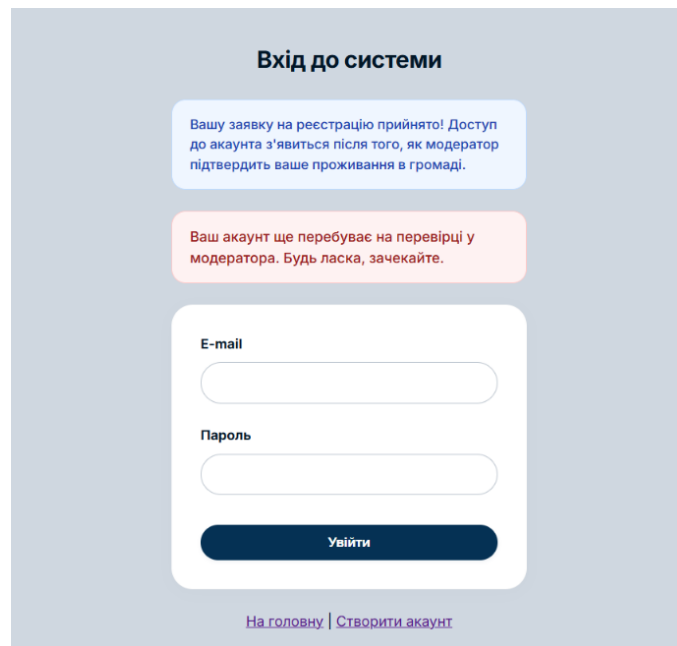 Вхід до системи
Вашу заявку на реєстрацію прийнято! Доступ
до акаунта з'явиться після того, як модератор
підтвердить ваше проживання в громаді.
Ваш акаунт ще перебуває на перевірці у
модератора. Будь ласка, зачекайте.
E-mail
Пароль
Увійти
На головну | Створити акаунт